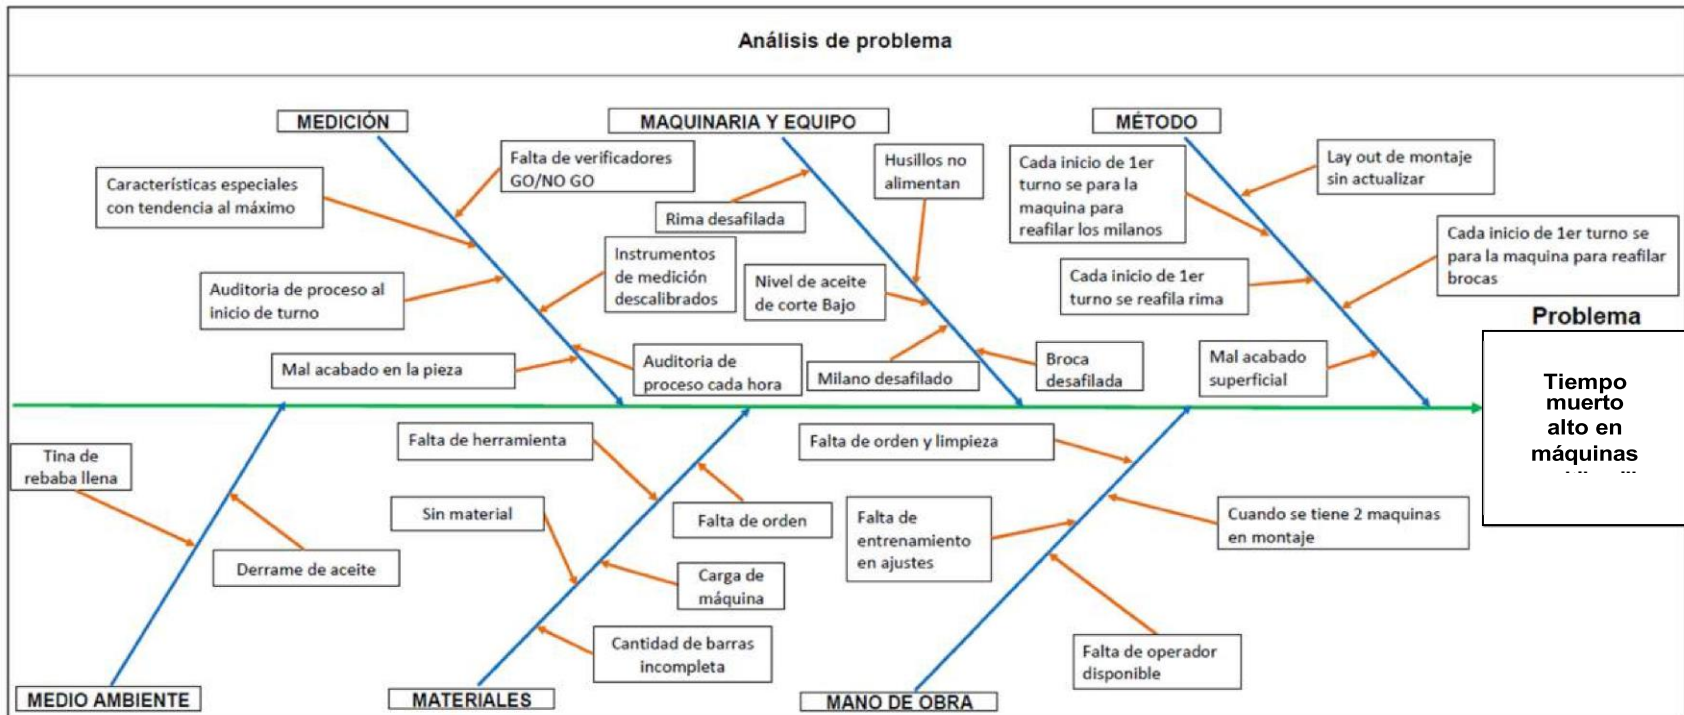 Análisis de problema
MEDICIÓN
MAQUINARIA Y EQUIPO
MÉTODO
Características especiales
con tendencia al máximo
Falta de verificadores
GO/NO GO
Auditoria de proceso al
inicio de turno
Instrumentos
de medición
descalibrados
Mal acabado en la pieza
Auditoria de
proceso cada hora
Rima desafilada
Husillos no
alimentan
Nivel de aceite
de corte Bajo
Milano desafilado
Broca
desafilada
Cada inicio de 1er
turno se para la
maquina para
reafilar los milanos
Lay out de montaje
sin actualizar
Cada inicio de 1er
turno se reafila rima
Cada inicio de 1er turno se
para la maquina para reafilar
brocas
Mal acabado
superficial
Problema
Tiempo
muerto
alto en
máquinas
Tina de
rebaba llena
Derrame de aceite
Falta de herramienta
Sin material
Falta de orden
Carga de
máquina
Cantidad de barras
incompleta
Falta de orden y limpieza
Falta de
entrenamiento
en ajustes
Cuando se tiene 2 maquinas
en montaje
Falta de operador
disponible
MEDIO AMBIENTE
MATERIALES
MANO DE OBRA